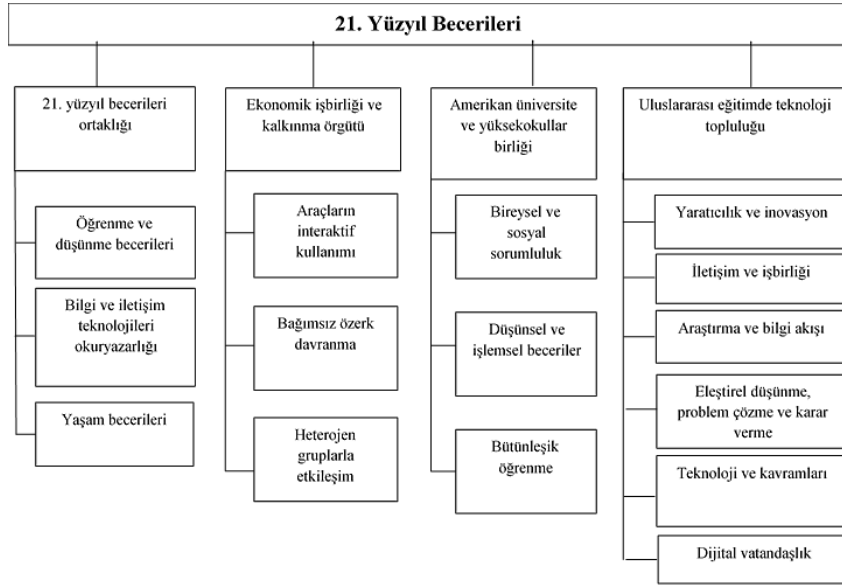 21. Yüzyıl Becerileri
21. yüzyıl becerileri
ortaklığı
Öğrenme ve
düşünme becerileri
Bilgi ve iletişim
teknolojileri
okuryazarlığı
Yaşam becerileri
Ekonomik işbirliği ve
kalkınma örgütü
Araçların
interaktif
kullanımı
Bağımsız özerk
davranma
Heterojen
gruplarla
etkileşim
Amerikan üniversite
ve yüksekokullar
birliği
Bireysel ve
sosyal
sorumluluk
Düşünsel ve
işlemsel beceriler
Bütünleşik
öğrenme
Uluslararası eğitimde teknoloji
topluluğu
Yaratıcılık ve inovasyon
İletişim ve işbirliği
Araştırma ve bilgi akışı
Eleştirel düşünme,
problem çözme ve karar
verme
Teknoloji ve kavramları
Dijital vatandaşlık